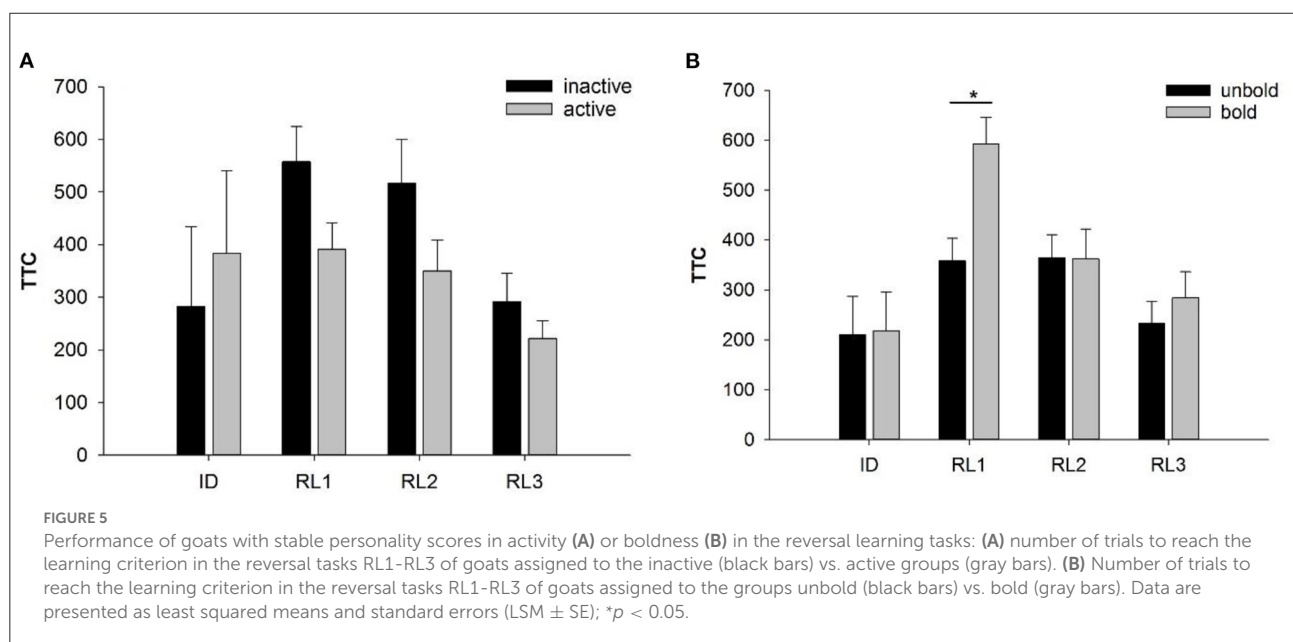 A
700
600
500
400
300
200
100
0
TTC
inactive
active
ID RL1 RL2 RL3
B
700
600
500
400
300
200
100
0
TTC
unbold
bold
*
ID RL1 RL2 RL3
FIGURE 5
Performance of goats with stable personality scores in activity (A) or boldness (B) in the reversal learning tasks: (A) number of trials to reach the
learning criterion in the reversal tasks RL1-RL3 of goats assigned to the inactive (black bars) vs. active groups (gray bars). (B) Number of trials to
reach the learning criterion in the reversal tasks RL1-RL3 of goats assigned to the groups unbold (black bars) vs. bold (gray bars). Data are
presented as least squared means and standard errors (LSM ± SE); *p < 0.05.